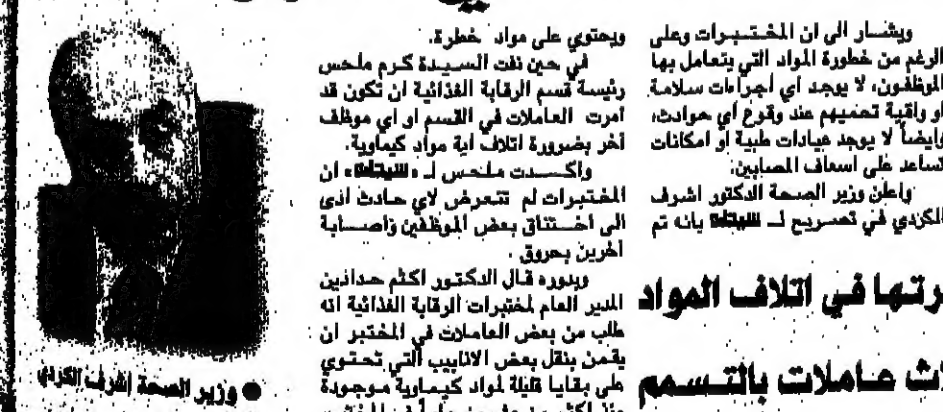 ويشار الى ان المختبرات وعلى
الرغم من خطورة المواد التي يتعامل بها
الموظفون، لا يوجد اي اجراءات سلامة
او واقية تحميهم عند وقوع اي حوادث،
وايضاً لا يوجد عيادات طبية او امكانات
تساعد على اسعاف المصابين.
واعلن وزير الصحة الدكتور اشرف
الكردي في تصريح لـ بانه تم
رتها في اتلاف المواد
ث عاملات بالتسمم
ويحتوي على مواد خطرة.
في حين نفت السيدة كرم ملحس
رئيسة قسم الرقابة الغذائية ان تكون قد
أمرت العاملات في القسم او اي موظف
آخر بضرورة اتلاف أية مواد كيماوية.
واكدت ملحس لـ ان
المختبرات لم تتعرض لاي حادث أدى
الى اختناق بعض الموظفين واصابة
آخرين بحروق.
وبدوره قال الدكتور اكثم حدادين
المدير العام لمختبرات الرقابة الغذائية انه
طلب من بعض العاملات في المختبر ان
يقمن بنقل بعض الانابيب التي تحتوي
على بقايا قليلة لمواد كيماوية موجودة
● وزير الصحة اشرف الكردي